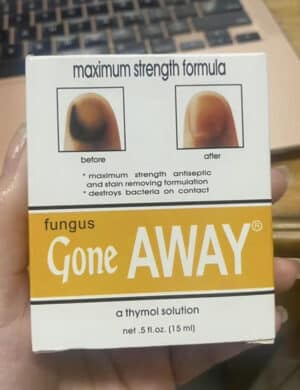 maximum strength formula
before
after
* maximum strength antiseptic
and stain removing formulation
* destroys bacteria on contact
fungus
Gone AWAY®
a thymol solution
net .5 fl.oz. (15 ml)